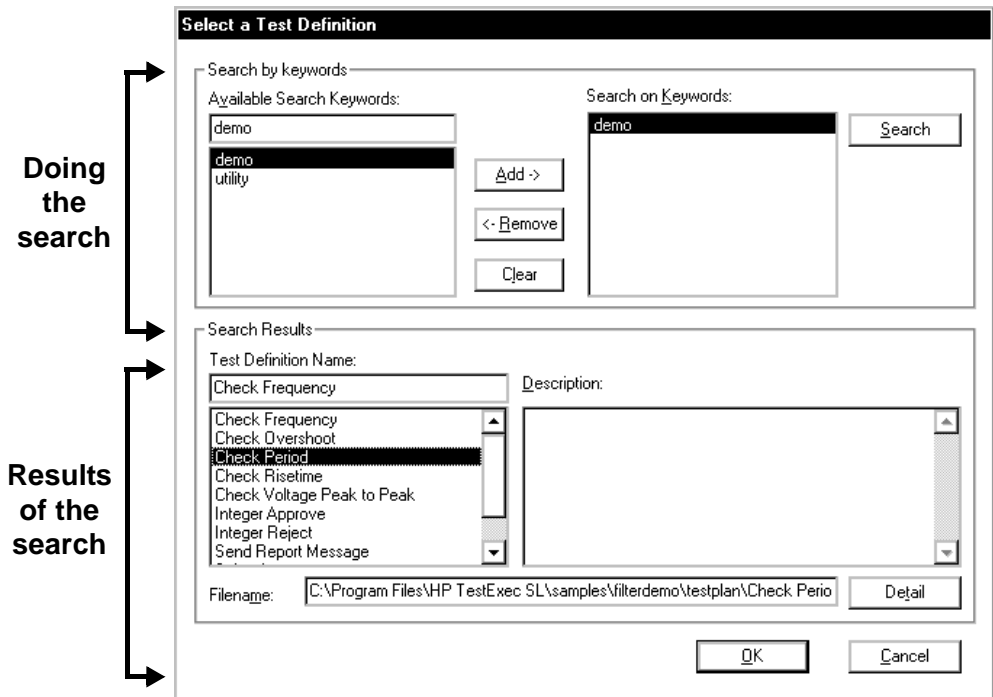 Select a Test Definition
Doing
the
search
Search by keywords
Available Search Keywords:
demo
demo
utility
Add ->
<- Remove
Clear
Search on Keywords:
demo
Search
Results
of the
search
Search Results
Test Definition Name:
Check Frequency
Check Frequency
Check Overshoot
Check Period
Check Risetime
Check Voltage Peak to Peak
Integer Approve
Integer Reject
Send Report Message
Description:
Filename:
C:\Program Files\HP TestExec SL\samples\filterdemo\testplan\Check Perio
Detail
OK
Cancel